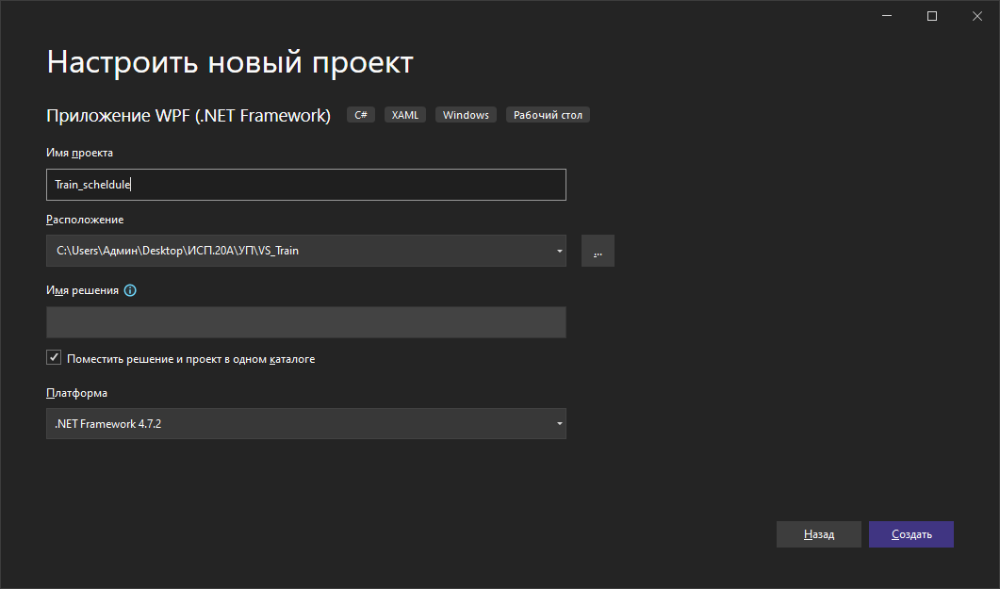 Настроить новый проект
Приложение WPF (.NET Framework) C# XAML Windows Рабочий стол
Имя проекта
Train_scheldule
Расположение
C:\Users\Админ\Desktop\ИСП.20А\УП\VS_Train
...
Имя решения
Поместить решение и проект в одном каталоге
Платформа
.NET Framework 4.7.2
Назад Создать